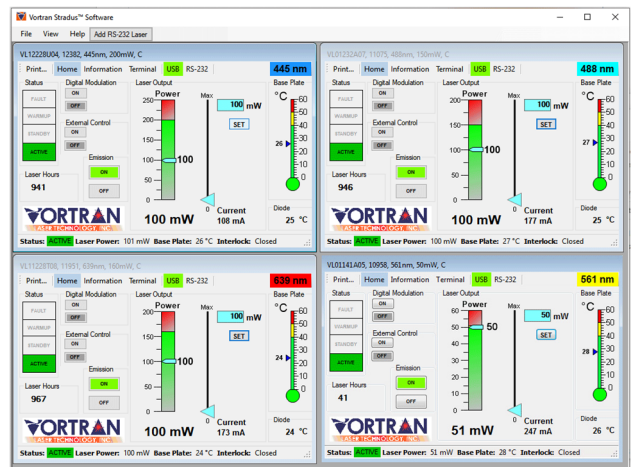 Vortran Stradus™ Software
File View Help Add RS-232 Laser
VL12228U04, 12382, 445nm, 200mW, C
Print... Home Information Terminal USB RS-232 445 nm
Status Digital Modulation Laser Output Base Plate
ON Power Max °C
FAULT OFF 250 100 mW 60
WARMUP External Control 200 SET 50
STANDBY ON 150 40
ACTIVE OFF 100 100 26 30
Emission 20
Laser Hours ON 50 10
941 OFF 0 0 0
VORTRAN Current Diode
LASER TECHNOLOGY, INC. 100 mW 108 mA 25 °C
Status: ACTIVE Laser Power: 101 mW Base Plate: 26 °C Interlock: Closed
VL01252A07, 11075, 488nm, 150mW, C
Print... Home Information Terminal USB RS-232 488 nm
Status Digital Modulation Laser Output Base Plate
ON Power Max °C
FAULT OFF 200 100 mW 60
WARMUP External Control 150 SET 50
STANDBY ON 40
ACTIVE OFF 100 100 27 30
Emission 20
Laser Hours ON 50 10
946 OFF 0 0 0
VORTRAN Current Diode
LASER TECHNOLOGY, INC. 100 mW 177 mA 25 °C
Status: ACTIVE Laser Power: 100 mW Base Plate: 27 °C Interlock: Closed
VL11228T08, 11951, 639nm, 160mW, C
Print... Home Information Terminal USB RS-232 639 nm
Status Digital Modulation Laser Output Base Plate
ON Power Max °C
FAULT OFF 200 100 mW 60
WARMUP External Control 150 SET 50
STANDBY ON 40
ACTIVE OFF 100 100 24 30
Emission 20
Laser Hours ON 50 10
967 OFF 0 0 0
VORTRAN Current Diode
LASER TECHNOLOGY, INC. 100 mW 173 mA 24 °C
Status: ACTIVE Laser Power: 100 mW Base Plate: 24 °C Interlock: Closed
VL01141A05, 10958, 561nm, 50mW, C
Print... Home Information Terminal USB RS-232 561 nm
Status Digital Modulation Laser Output Base Plate
ON Power Max °C
FAULT OFF 60 50 mW 60
WARMUP External Control 50 50 SET 50
STANDBY ON 40 40
ACTIVE OFF 30 28 30
Emission 20 20
Laser Hours ON 10 10
41 OFF 0 0 0
VORTRAN Current Diode
LASER TECHNOLOGY, INC. 51 mW 247 mA 26 °C
Status: ACTIVE Laser Power: 51 mW Base Plate: 28 °C Interlock: Closed